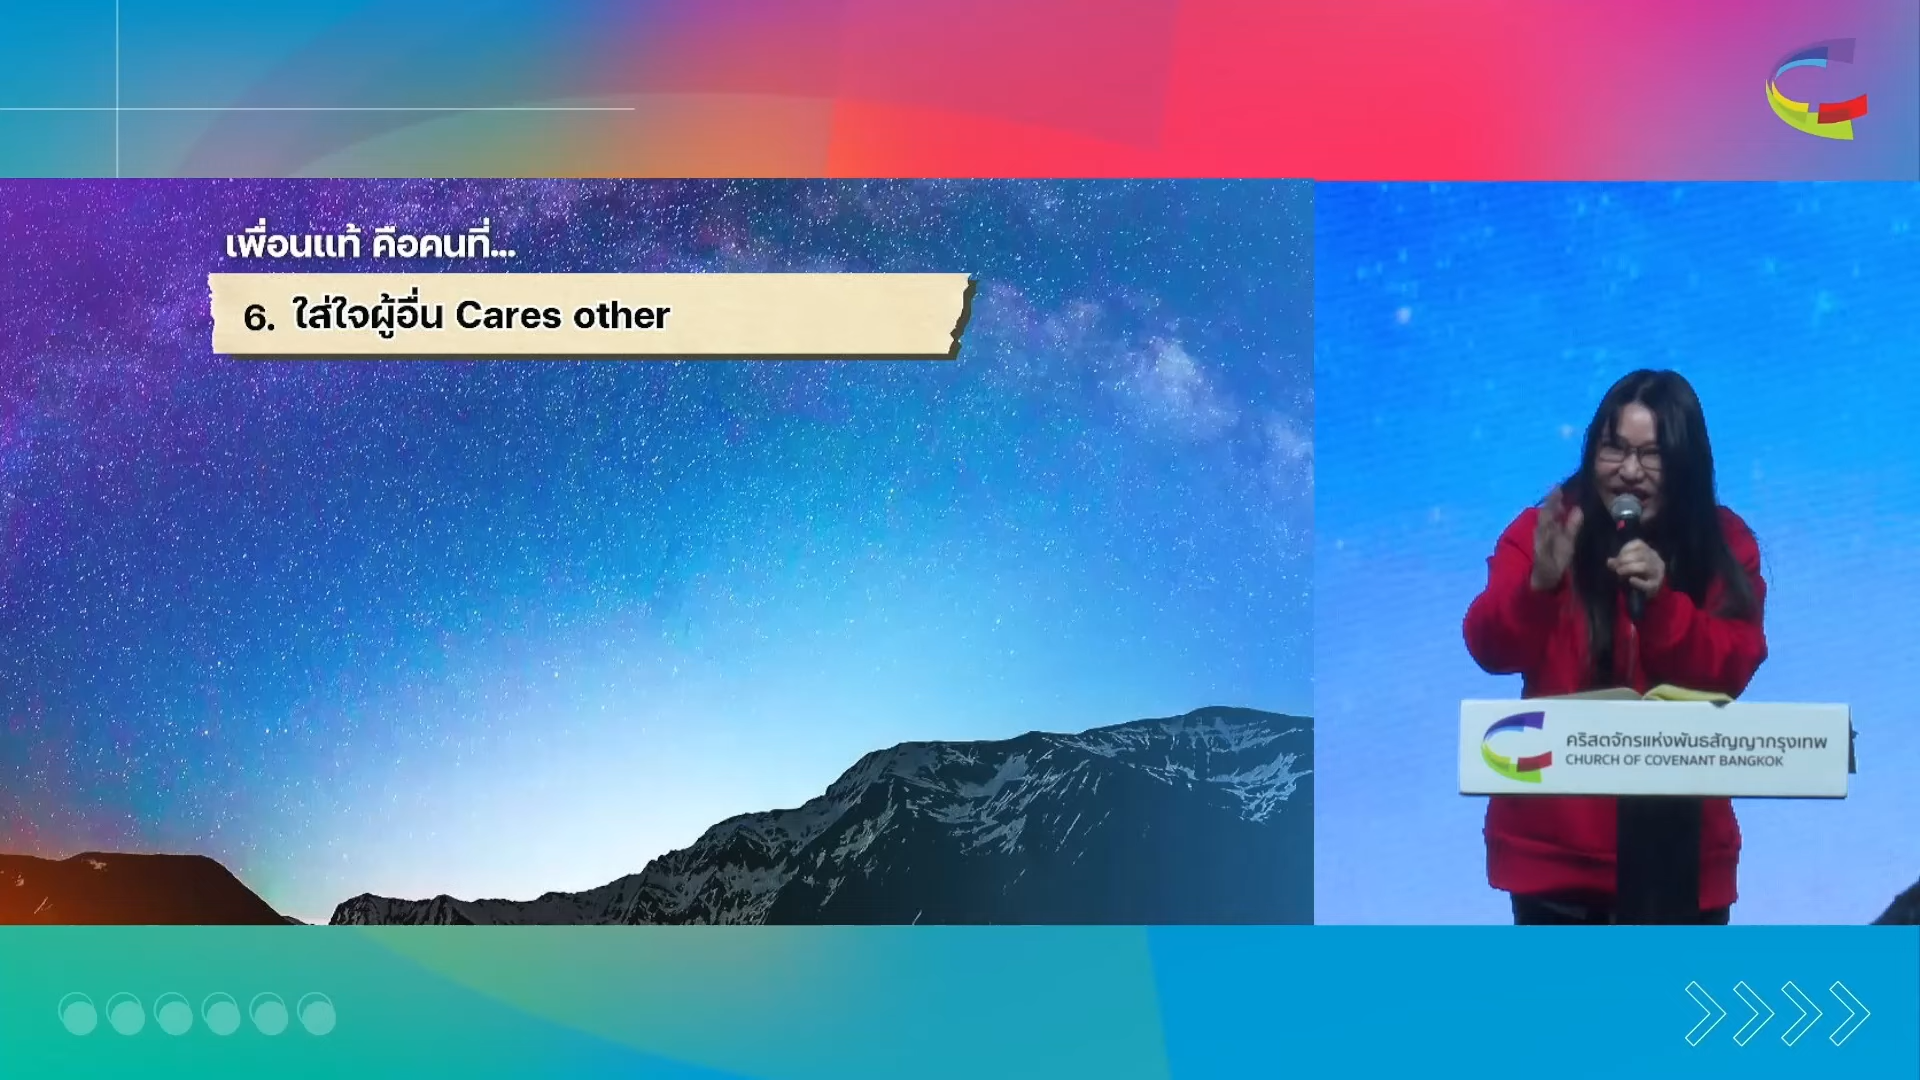 เพื่อนแท้ คือคนที่...
6. ใส่ใจผู้อื่น Cares other
คริสตจักรแห่งพันธสัญญากรุงเทพ
CHURCH OF COVENANT BANGKOK